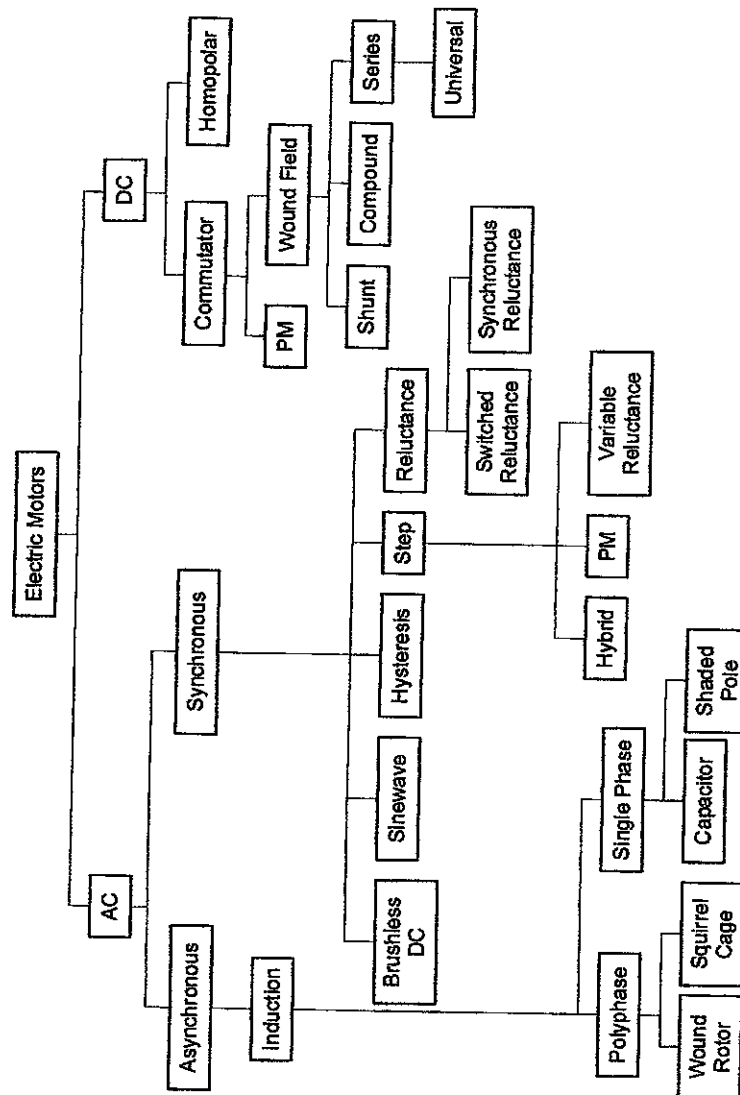 Electric Motors
AC
DC
Asynchronous
Synchronous
Commutator
Homopolar
Induction
PM
Wound Field
Brushless
DC
Sinewave
Hysteresis
Step
Reluctance
Shunt
Compound
Series
Switched
Reluctance
Synchronous
Reluctance
Universal
Polyphase
Single Phase
Hybrid
PM
Variable
Reluctance
Wound
Rotor
Squirrel
Cage
Capacitor
Shaded
Pole